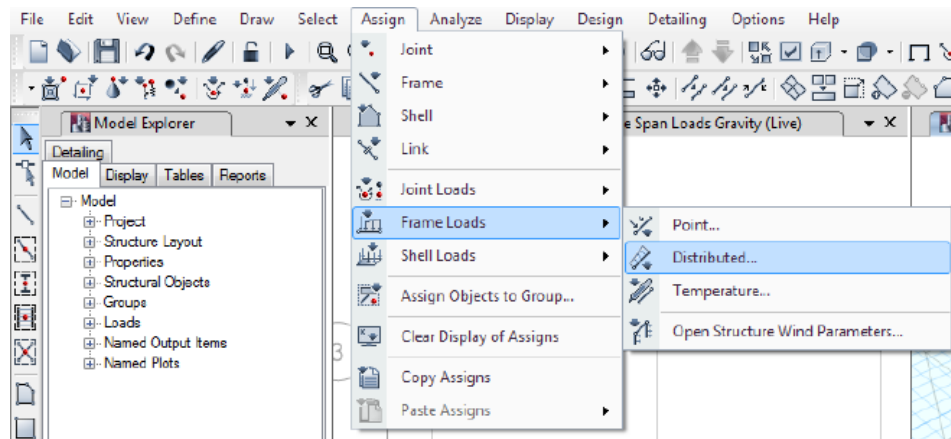 File Edit View Define Draw Select Assign Analyze Display Design Detailing Options Help
Model Explorer
e Span Loads Gravity (Live)
Detailing
Model Display Tables Reports
Model
Project
Structure Layout
Properties
Structural Objects
Groups
Loads
Named Output Items
Named Plots
Joint
Frame
Shell
Link
Joint Loads
Frame Loads
Shell Loads
Assign Objects to Group...
Clear Display of Assigns
Copy Assigns
Paste Assigns
Point...
Distributed...
Temperature...
Open Structure Wind Parameters...
3